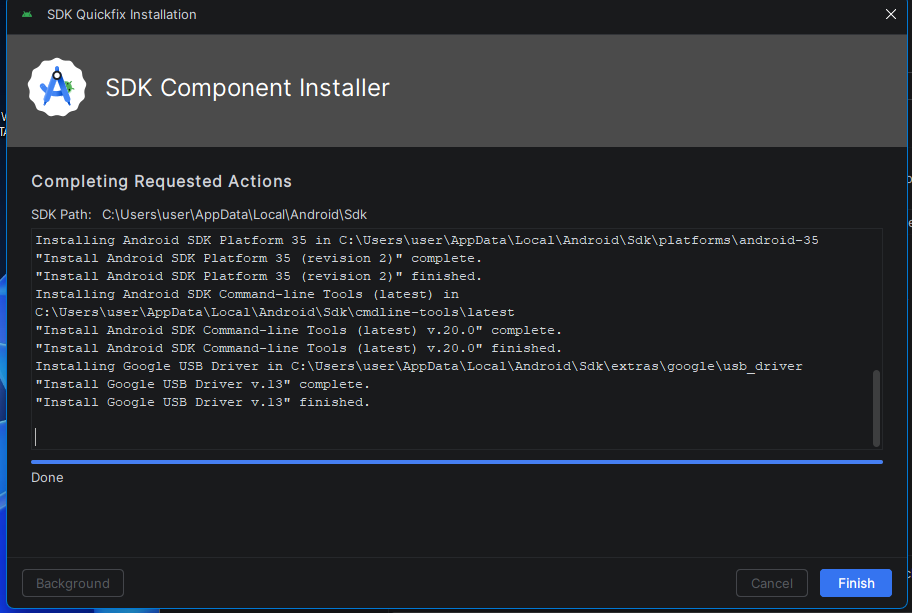 SDK Quickfix Installation
SDK Component Installer
Completing Requested Actions
SDK Path: C:\Users\user\AppData\Local\Android\Sdk
Installing Android SDK Platform 35 in C:\Users\user\AppData\Local\Android\Sdk\platforms\android-35
"Install Android SDK Platform 35 (revision 2)" complete.
"Install Android SDK Platform 35 (revision 2)" finished.
Installing Android SDK Command-line Tools (latest) in
C:\Users\user\AppData\Local\Android\Sdk\cmdline-tools\latest
"Install Android SDK Command-line Tools (latest) v.20.0" complete.
"Install Android SDK Command-line Tools (latest) v.20.0" finished.
Installing Google USB Driver in C:\Users\user\AppData\Local\Android\Sdk\extras\google\usb_driver
"Install Google USB Driver v.13" complete.
"Install Google USB Driver v.13" finished.
Done
Background
Cancel
Finish